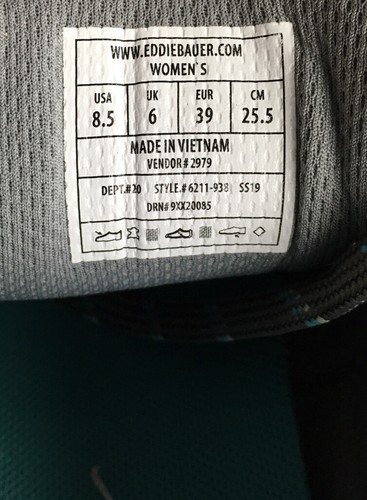 WWW.EDDIEBAUER.COM
WOMEN`S
USA UK EUR CM
8.5 6 39 25.5
MADE IN VIETNAM
VENDOR# 2979
DEPT.#20 STYLE.#6211-938 SS19
DRN# 9XX20085